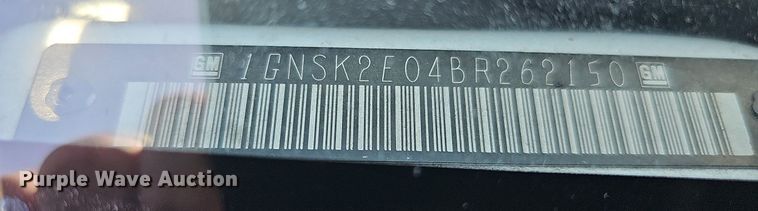 GM 1GNSK2E04BR262150 GM
Purple Wave Auction